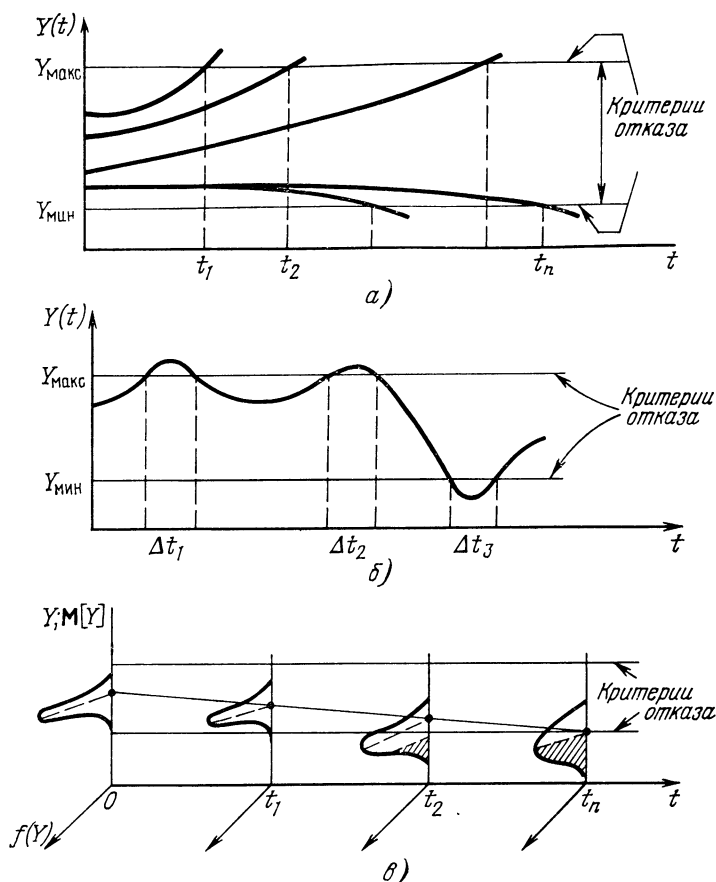 Y(t)
Yмакс
Критерии
отказа
Yмин
t₁ t₂ tₙ t
а)
Y(t)
Yмакс
Критерии
отказа
Yмин
Δt₁ Δt₂ Δt₃ t
б)
Y;M[Y]
Критерии
отказа
f(Y) 0 t₁ t₂ tₙ t
в)